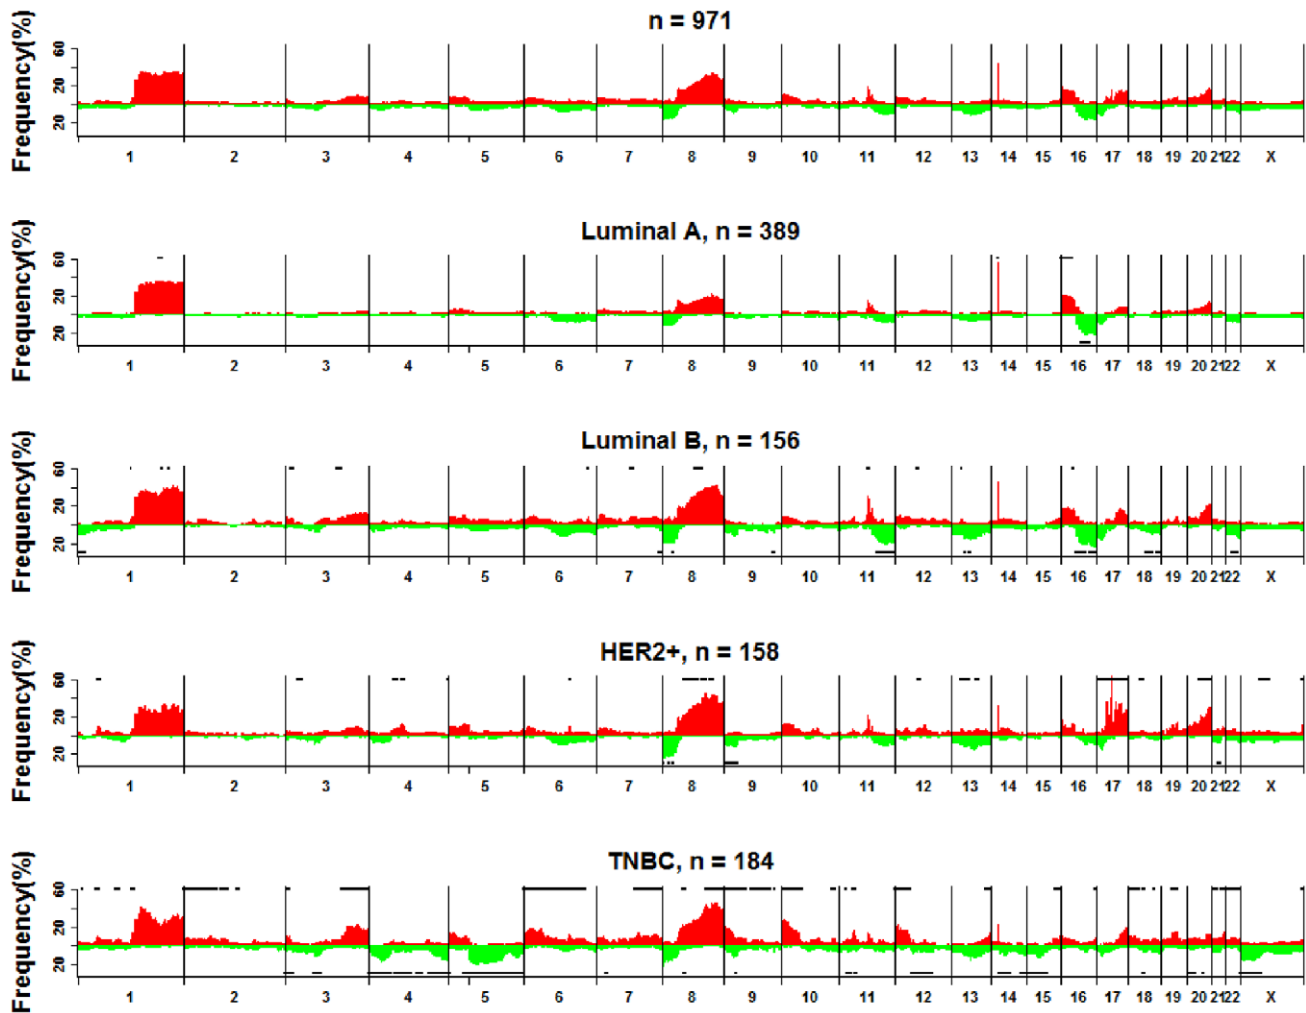 n = 971
Frequency(%)
60
20
20
1 2 3 4 5 6 7 8 9 10 11 12 13 14 15 16 17 18 19 20 21 22 X
Luminal A, n = 389
Frequency(%)
60
20
20
1 2 3 4 5 6 7 8 9 10 11 12 13 14 15 16 17 18 19 20 21 22 X
Luminal B, n = 156
Frequency(%)
60
20
20
1 2 3 4 5 6 7 8 9 10 11 12 13 14 15 16 17 18 19 20 21 22 X
HER2+, n = 158
Frequency(%)
60
20
20
1 2 3 4 5 6 7 8 9 10 11 12 13 14 15 16 17 18 19 20 21 22 X
TNBC, n = 184
Frequency(%)
60
20
20
1 2 3 4 5 6 7 8 9 10 11 12 13 14 15 16 17 18 19 20 21 22 X